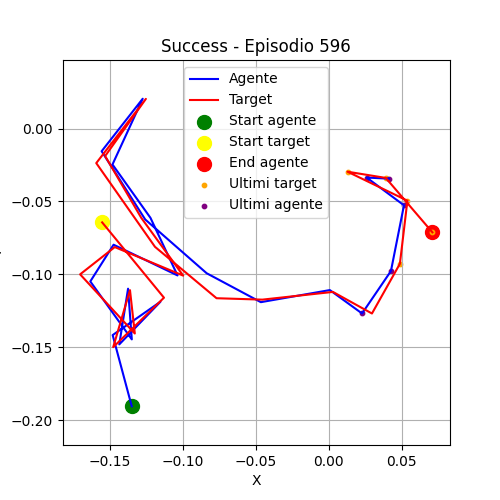 Success - Episodio 596
Agente
Target
Start agente
Start target
End agente
Ultimi target
Ultimi agente
0.00
−0.05
−0.10
−0.15
−0.20
−0.15
−0.10
−0.05
0.00
0.05
X